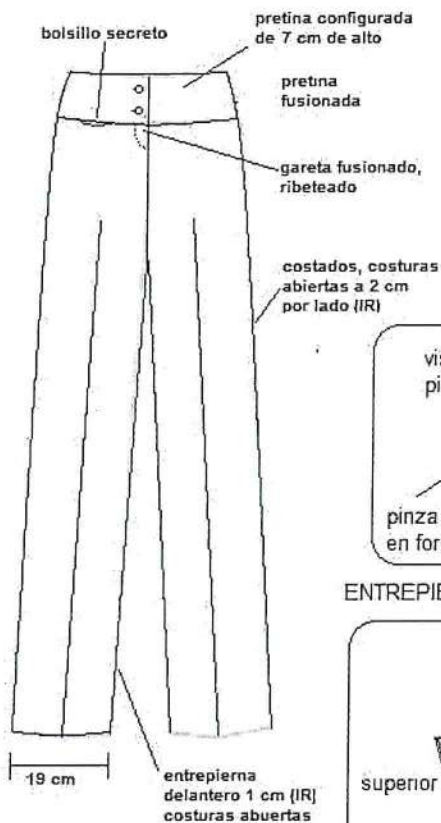 bolsillo secreto
pretina configurada
de 7 cm de alto
pretina
fusionada
gareta fusionado,
ribeteado
costados, costuras
abiertas a 2 cm
por lado (IR)
pinza
en for
ENTREPIE
superior
19 cm
entrepierna
delantero 1 cm (IR)
costuras abuertas